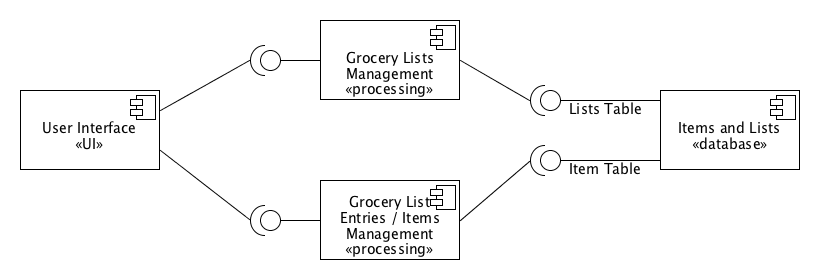 Grocery Lists
Management
«processing»
Lists Table
User Interface
«UI»
Items and Lists
«database»
Item Table
Grocery List
Entries / Items
Management
«processing»